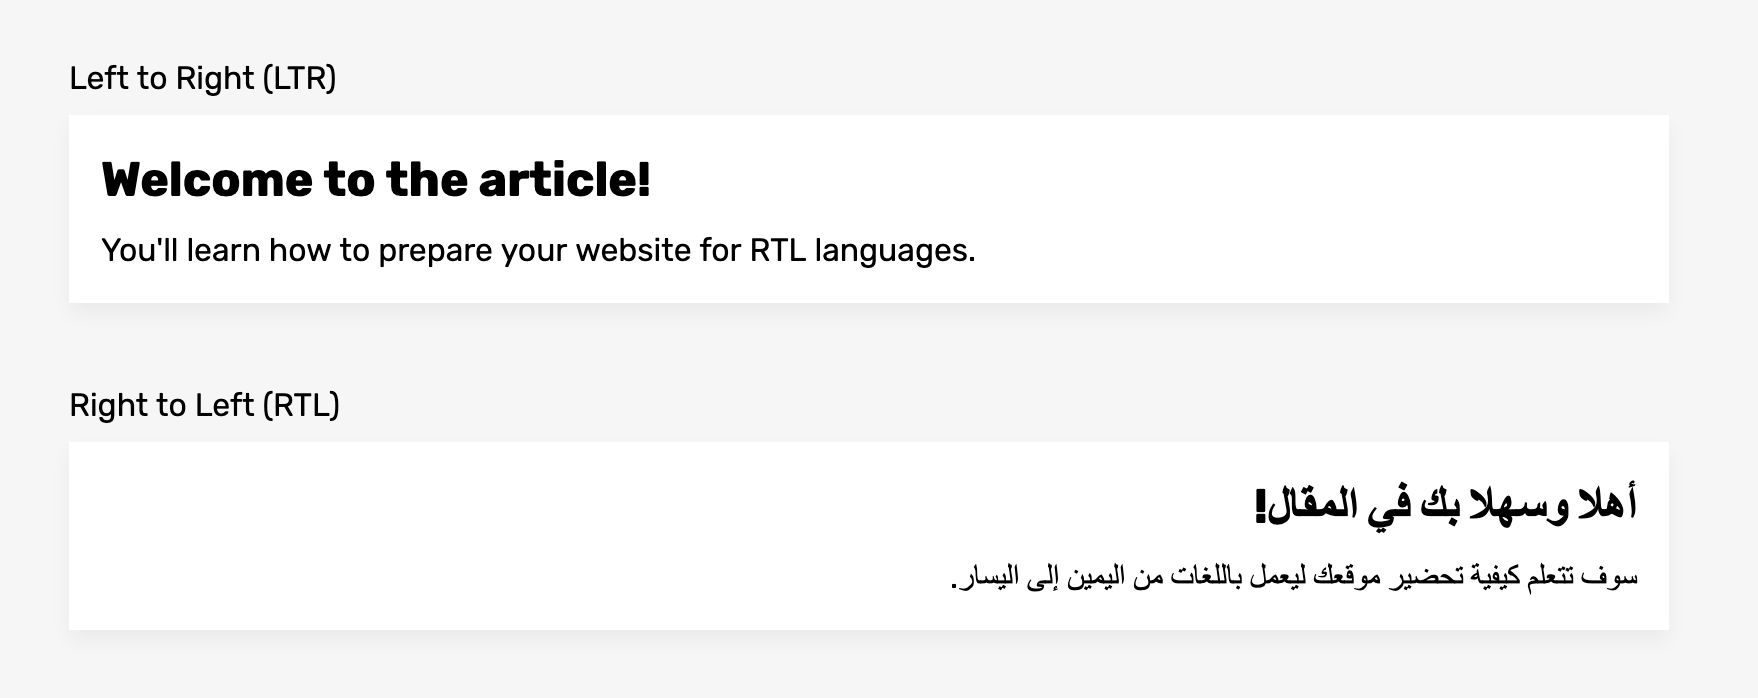 Left to Right (LTR)
Welcome to the article!
You'll learn how to prepare your website for RTL languages.
Right to Left (RTL)
أهلا وسهلا بك في المقال!
سوف تتعلم كيفية تحضير موقعك ليعمل باللغات من اليمين إلى اليسار.